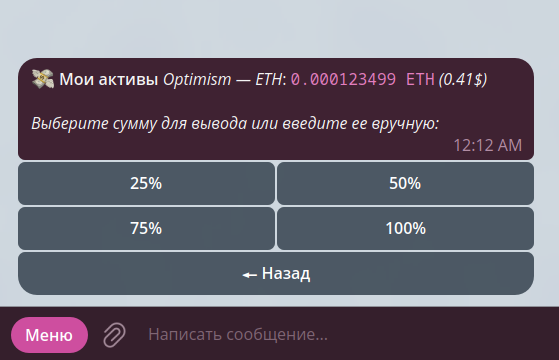 💸 Мои активы Optimism — ETH: 0.000123499 ETH (0.41$)
Выберите сумму для вывода или введите ее вручную:
12:12 AM
25%
50%
75%
100%
← Назад
Меню
Написать сообщение...